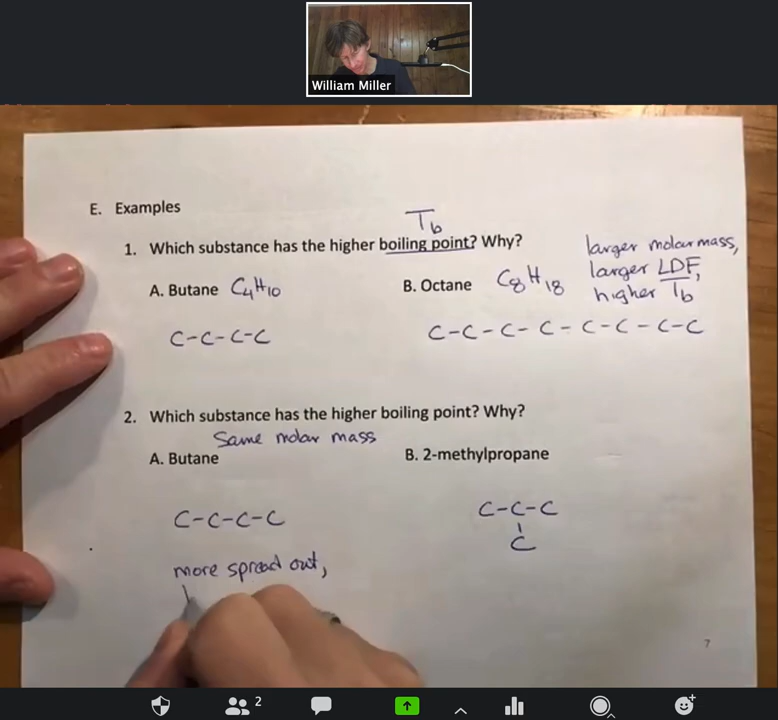 William Miller
E. Examples
T_b
1. Which substance has the higher boiling point? Why?
larger molar mass,
larger LDF,
higher T_b
A. Butane C4H10
B. Octane C8H18
C-C-C-C
C-C-C-C-C-C-C-C
2. Which substance has the higher boiling point? Why?
Same molar mass
A. Butane
B. 2-methylpropane
C-C-C-C
C-C-C
C
more spread out,
7
2